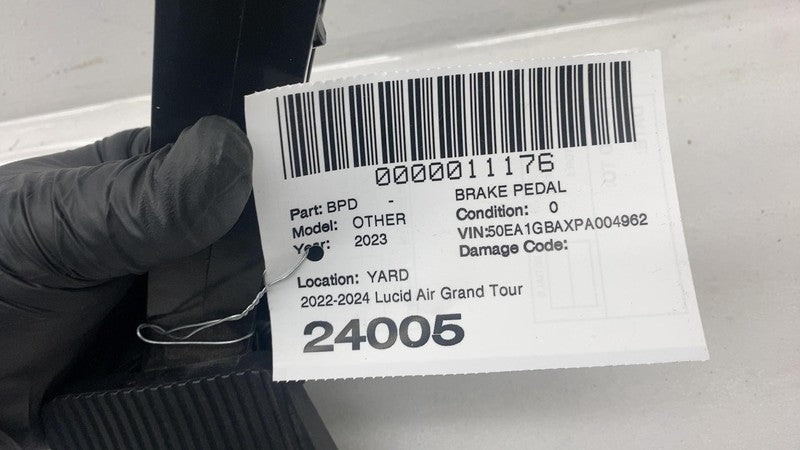 0000011176
Part: BPD - BRAKE PEDAL
Model: OTHER Condition: 0
Year: 2023 VIN:50EA1GBAXPA004962
Damage Code:
Location: YARD
2022-2024 Lucid Air Grand Tour
24005